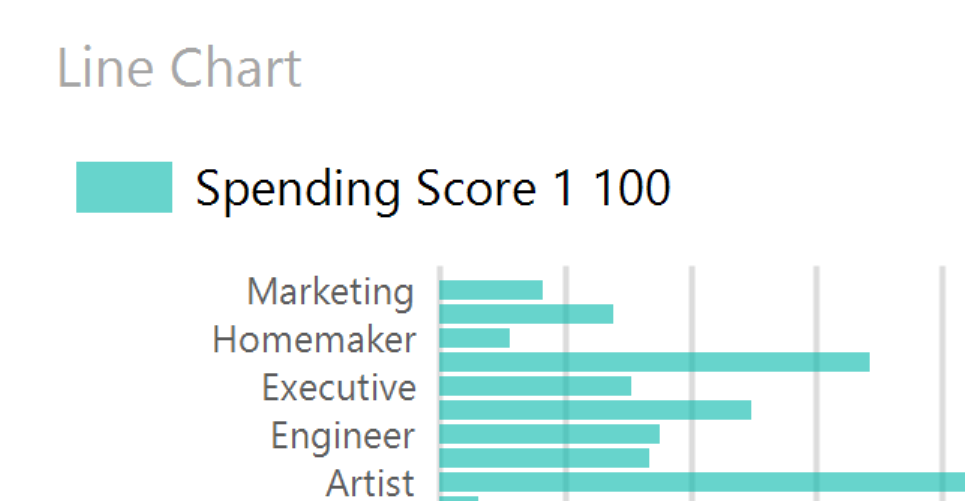 Line Chart
Spending Score 1 100
Marketing
Homemaker
Executive
Engineer
Artist